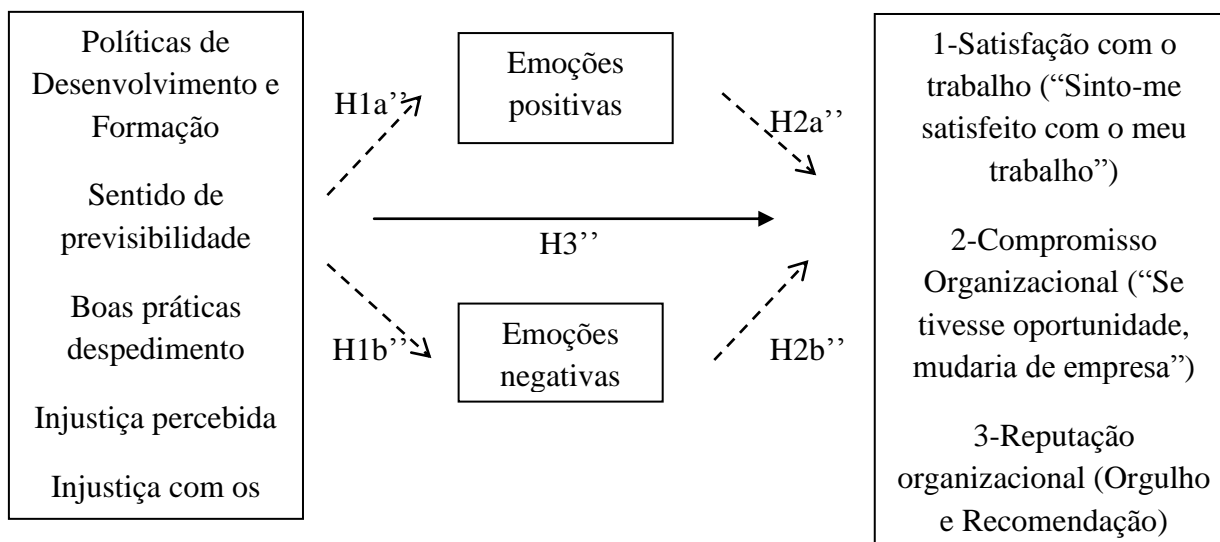 Políticas de
Desenvolvimento e
Formação
Sentido de
previsibilidade
Boas práticas
despedimento
Injustiça percebida
Injustiça com os
H1a’’
H1b’’
Emoções
positivas
H3’’
Emoções
negativas
H2a’’
H2b’’
1-Satisfação com o
trabalho (“Sinto-me
satisfeito com o meu
trabalho”)
2-Compromisso
Organizacional (“Se
tivesse oportunidade,
mudaria de empresa”)
3-Reputação
organizacional (Orgulho
e Recomendação)